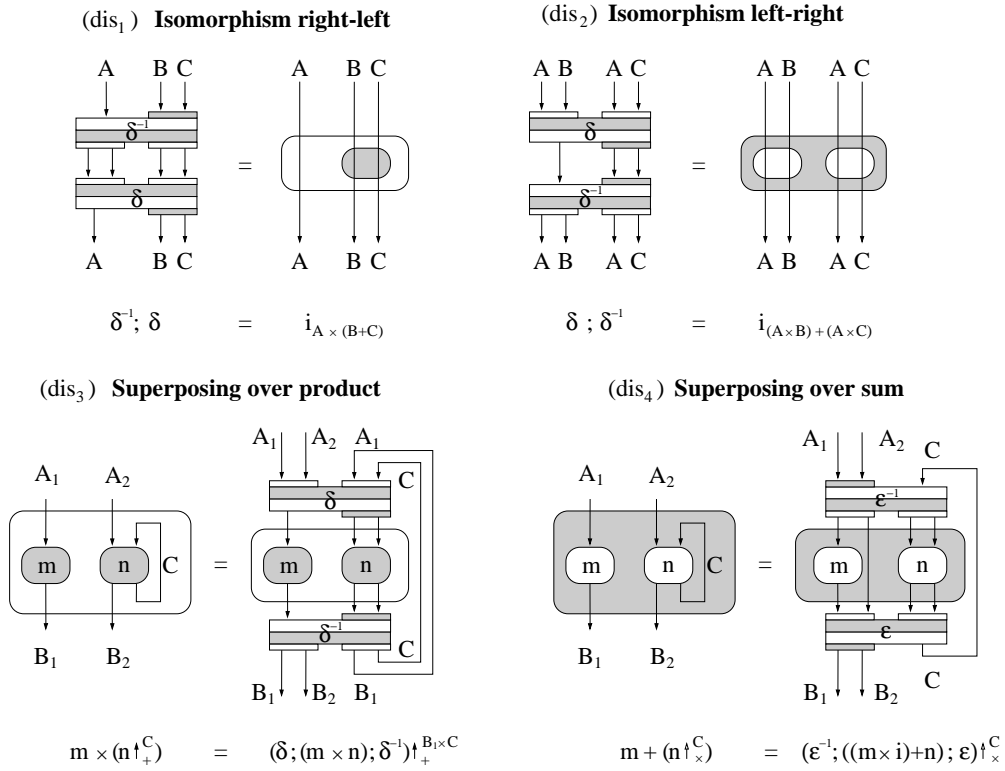 (dis₁) Isomorphism right-left
(dis₂) Isomorphism left-right
A B C A B C
A B A C A B A C
δ⁻¹
δ
=
δ
δ⁻¹
=
A B C A B C
A B A C A B A C
δ⁻¹; δ = i A × (B+C)
δ ; δ⁻¹ = i (A×B) + (A×C)
(dis₃) Superposing over product
(dis₄) Superposing over sum
A₁ A₂
m n C
B₁ B₂
=
A₁ A₂ A₁
C
δ
m n
δ⁻¹
C
B₁ B₂ B₁
A₁ A₂
m n C
B₁ B₂
=
A₁ A₂ C
ε⁻¹
m n
ε
C
B₁ B₂
m × (n↑₊ᶜ) = (δ ; (m × n) ; δ⁻¹)↑₊ B₁×C
m + (n↑ₓᶜ) = (ε⁻¹; ((m × i)+n) ; ε)↑ₓ C